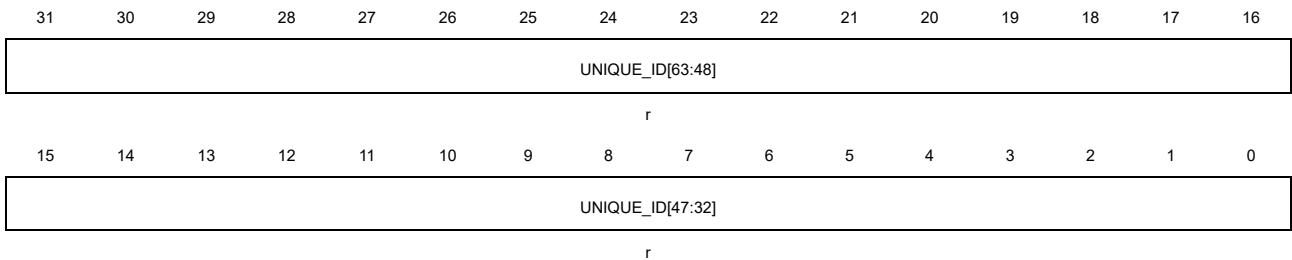 31 30 29 28 27 26 25 24 23 22 21 20 19 18 17 16
UNIQUE_ID[63:48]
r
15 14 13 12 11 10 9 8 7 6 5 4 3 2 1 0
UNIQUE_ID[47:32]
r